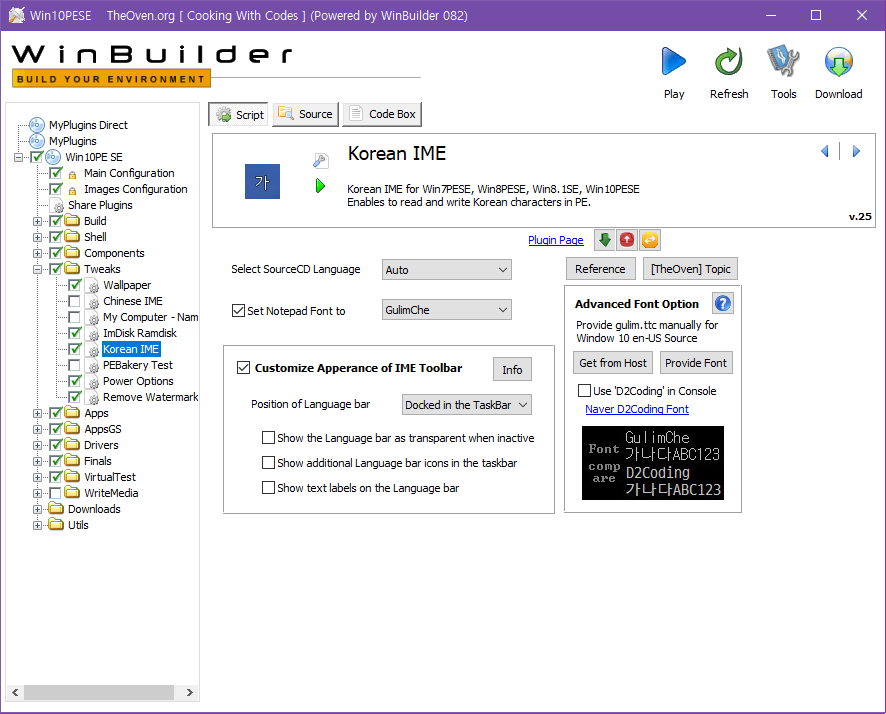 Win10PESE    TheOven.org [ Cooking With Codes ] (Powered by WinBuilder 082)
WinBuilder
BUILD YOUR ENVIRONMENT
Play
Refresh
Tools
Download
MyPlugins Direct
MyPlugins
Win10PE SE
Main Configuration
Images Configuration
Share Plugins
Build
Shell
Components
Tweaks
Wallpaper
Chinese IME
My Computer - Nam
ImDisk Ramdisk
Korean IME
PEBakery Test
Power Options
Remove Watermark
Apps
AppsGS
Drivers
Finals
VirtualTest
WriteMedia
Downloads
Utils
Script
Source
Code Box
가
Korean IME
Korean IME for Win7PESE, Win8PESE, Win8.1SE, Win10PESE
Enables to read and write Korean characters in PE.
v.25
Plugin Page
Select SourceCD Language
Auto
Reference
[TheOven] Topic
Set Notepad Font to
GulimChe
Customize Apperance of IME Toolbar
Info
Position of Language bar
Docked in the TaskBar
Show the Language bar as transparent when inactive
Show additional Language bar icons in the taskbar
Show text labels on the Language bar
Advanced Font Option
?
Provide gulim.ttc manually for
Window 10 en-US Source
Get from Host
Provide Font
Use 'D2Coding' in Console
Naver D2Coding Font
Font
comp
are
GulimChe
가나다ABC123
D2Coding
가나다ABC123